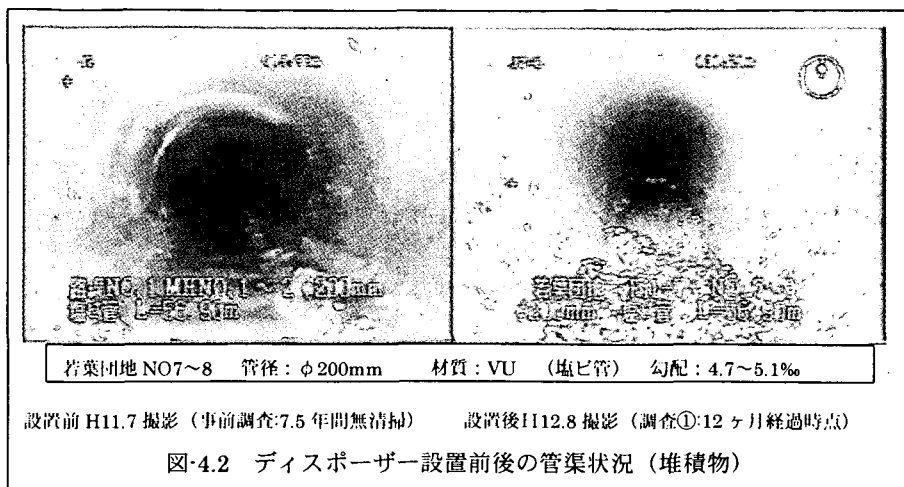 φ200mm
若葉団地 NO7～8 管径：φ200mm 材質：VU （塩ビ管） 勾配：4.7～5.1‰
設置前 H11.7 撮影（事前調査:7.5 年間無清掃） 設置後H12.8 撮影（調査①:12 ヶ月経過時点）
図-4.2 ディスポーザー設置前後の管渠状況（堆積物）